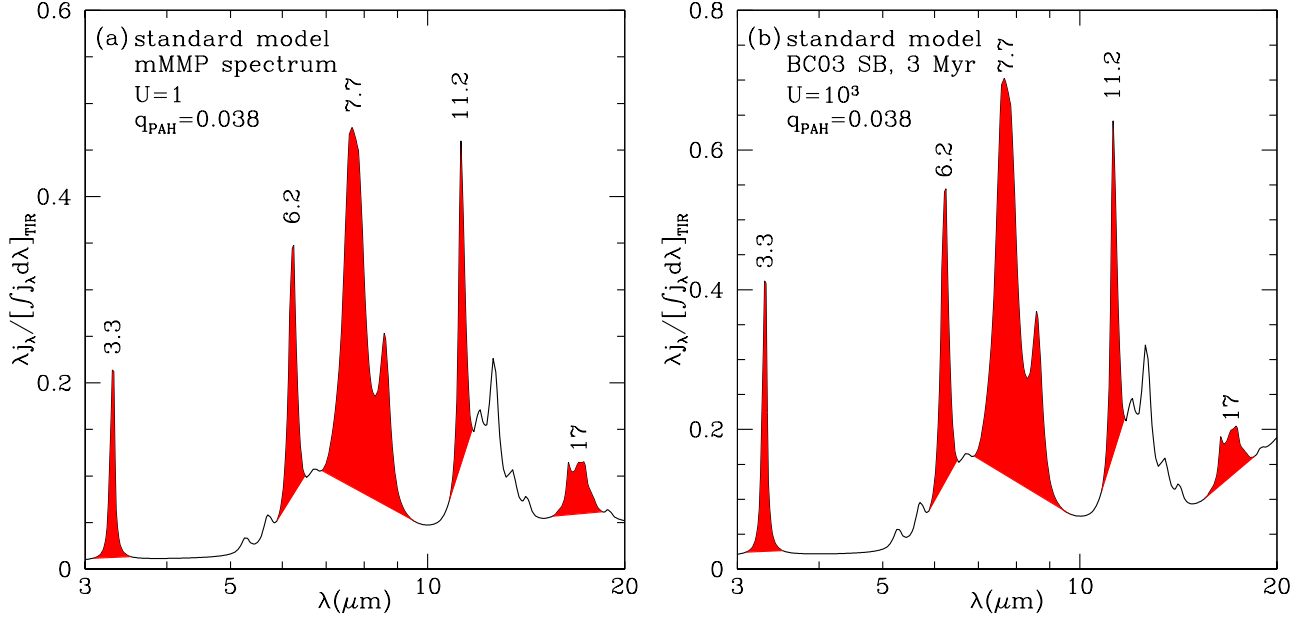 (a) standard model
mMMP spectrum
U=1
q_PAH=0.038
3.3
6.2
7.7
11.2
17
0.6
0.4
0.2
0
3
5
10
20
λ(μm)
λj_λ/[∫j_λdλ]_TIR
(b) standard model
BC03 SB, 3 Myr
U=10³
q_PAH=0.038
3.3
6.2
7.7
11.2
17
0.8
0.6
0.4
0.2
0
3
5
10
20
λ(μm)
λj_λ/[∫j_λdλ]_TIR